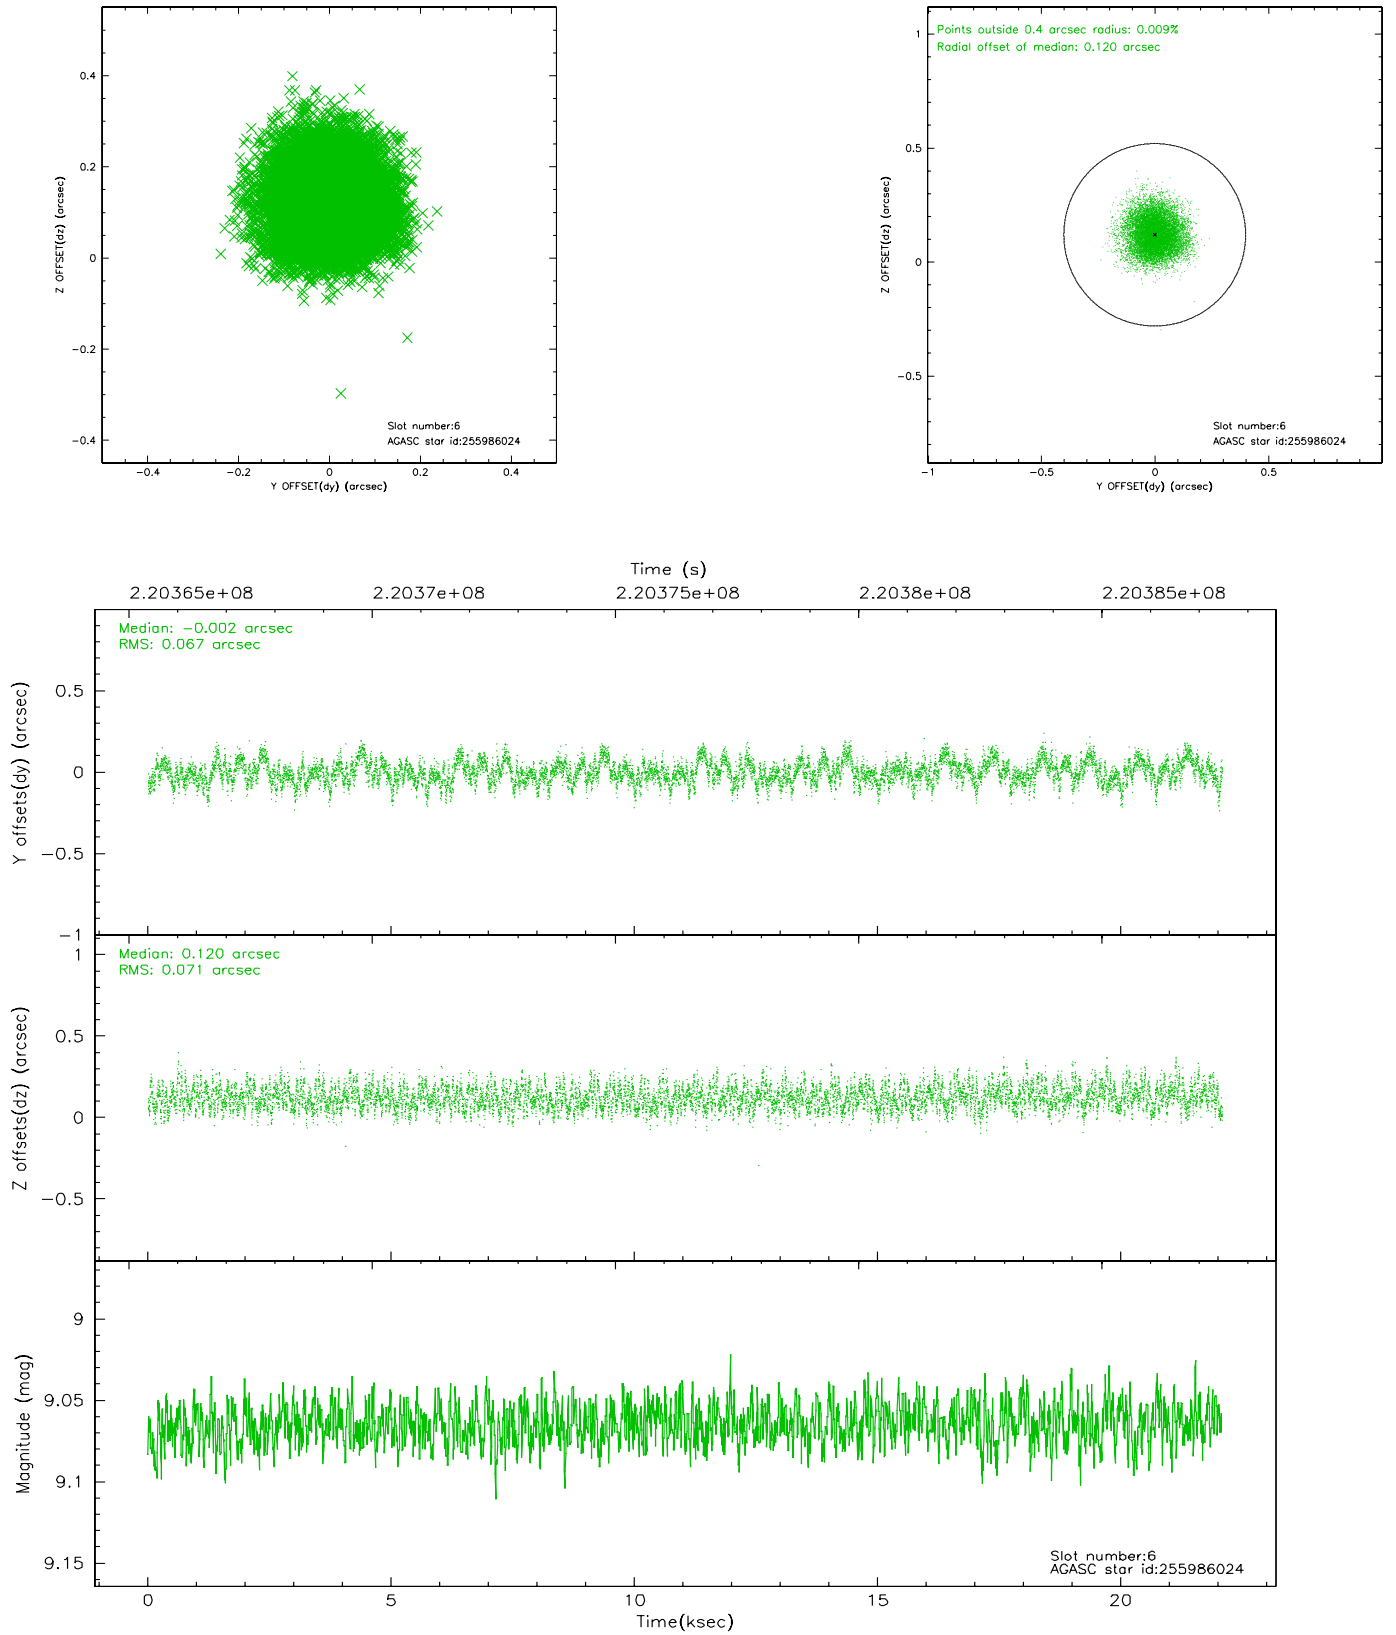 0.4
0.2
0
−0.2
−0.4
Z OFFSET(dz) (arcsec)
Slot number:6
AGASC star id:255986024
−0.4 −0.2 0 0.2 0.4
Y OFFSET(dy) (arcsec)
Points outside 0.4 arcsec radius: 0.009%
Radial offset of median: 0.120 arcsec
1
0.5
0
−0.5
Z OFFSET(dz) (arcsec)
Slot number:6
AGASC star id:255986024
−1 −0.5 0 0.5
Y OFFSET(dy) (arcsec)
Time (s)
2.20365e+08 2.2037e+08 2.20375e+08 2.2038e+08 2.20385e+08
Median: −0.002 arcsec
RMS: 0.067 arcsec
0.5
0
−0.5
−1
Y offsets(dy) (arcsec)
Median: 0.120 arcsec
RMS: 0.071 arcsec
1
0.5
0
−0.5
Z offsets(dz) (arcsec)
9
9.05
9.1
9.15
Magnitude (mag)
Slot number:6
AGASC star id:255986024
0 5 10 15 20
Time(ksec)